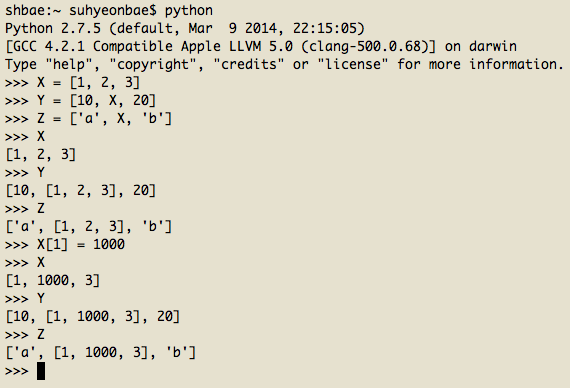 shbae:~ suhyeonbae$ python
Python 2.7.5 (default, Mar  9 2014, 22:15:05)
[GCC 4.2.1 Compatible Apple LLVM 5.0 (clang-500.0.68)] on darwin
Type "help", "copyright", "credits" or "license" for more information.
>>> X = [1, 2, 3]
>>> Y = [10, X, 20]
>>> Z = ['a', X, 'b']
>>> X
[1, 2, 3]
>>> Y
[10, [1, 2, 3], 20]
>>> Z
['a', [1, 2, 3], 'b']
>>> X[1] = 1000
>>> X
[1, 1000, 3]
>>> Y
[10, [1, 1000, 3], 20]
>>> Z
['a', [1, 1000, 3], 'b']
>>>